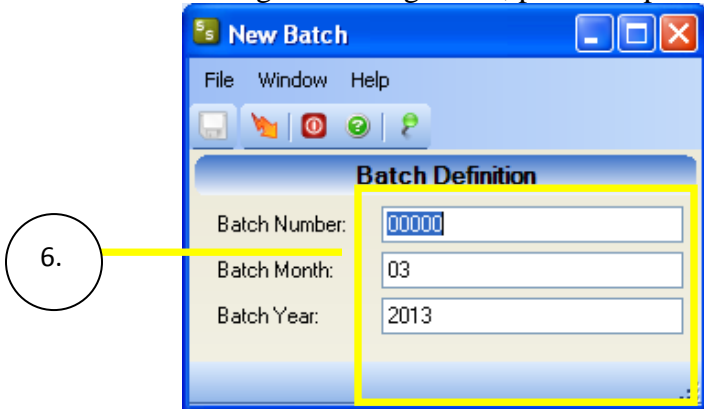 New Batch
File Window Help
Batch Definition
Batch Number: 00000
6.
Batch Month: 03
Batch Year: 2013